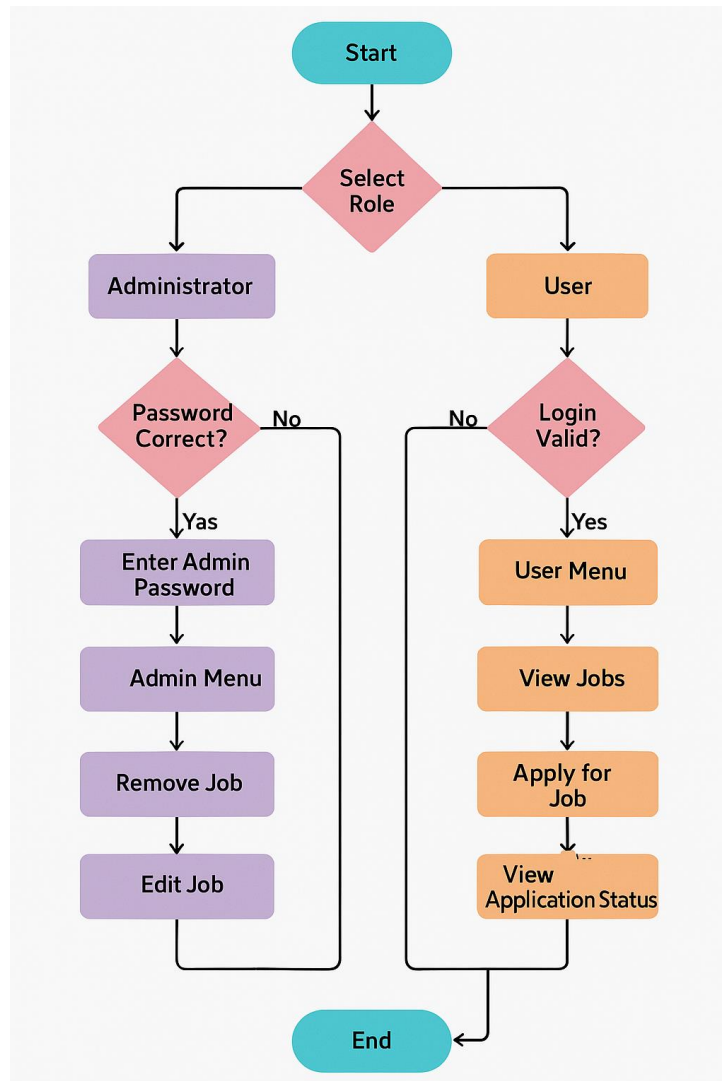 Start
Select
Role
Administrator
User
Password
Correct?
No
No
Login
Valid?
Yas
Yes
Enter Admin
Password
User Menu
Admin Menu
View Jobs
Remove Job
Apply for
Job
Edit Job
View
Application Status
End